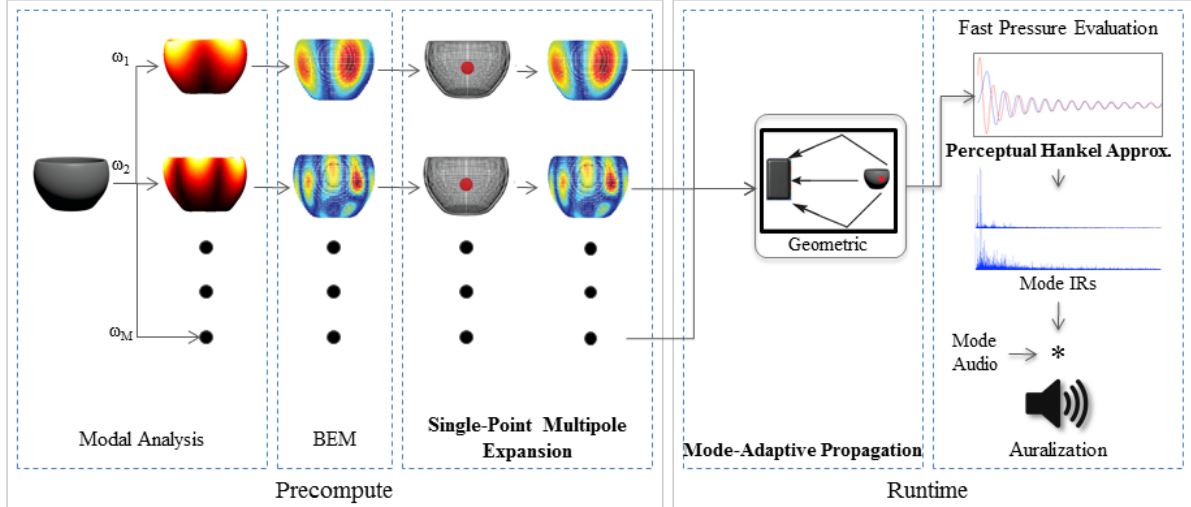 ω1
ω2
ωM
Modal Analysis
BEM
Single-Point Multipole
Expansion
Precompute
Geometric
Mode-Adaptive Propagation
Fast Pressure Evaluation
Perceptual Hankel Approx.
Mode IRs
Mode
Audio
*
Auralization
Runtime